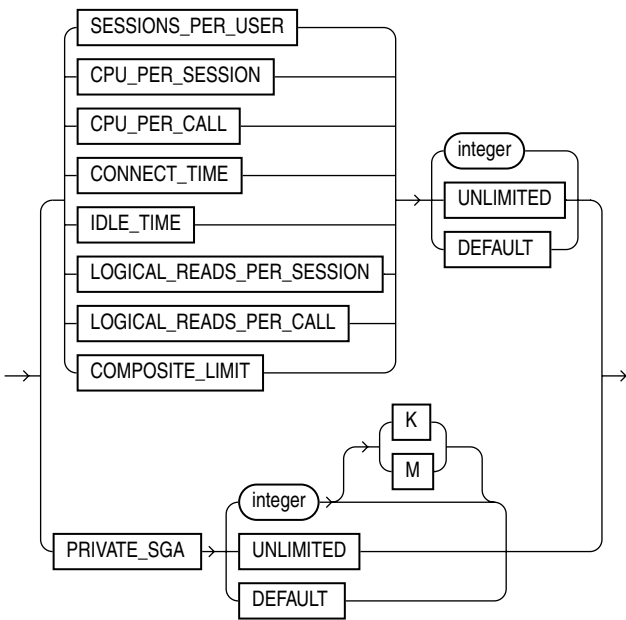 SESSIONS_PER_USER
CPU_PER_SESSION
CPU_PER_CALL
CONNECT_TIME
IDLE_TIME
LOGICAL_READS_PER_SESSION
LOGICAL_READS_PER_CALL
COMPOSITE_LIMIT
integer
UNLIMITED
DEFAULT
PRIVATE_SGA
integer
K
M
UNLIMITED
DEFAULT